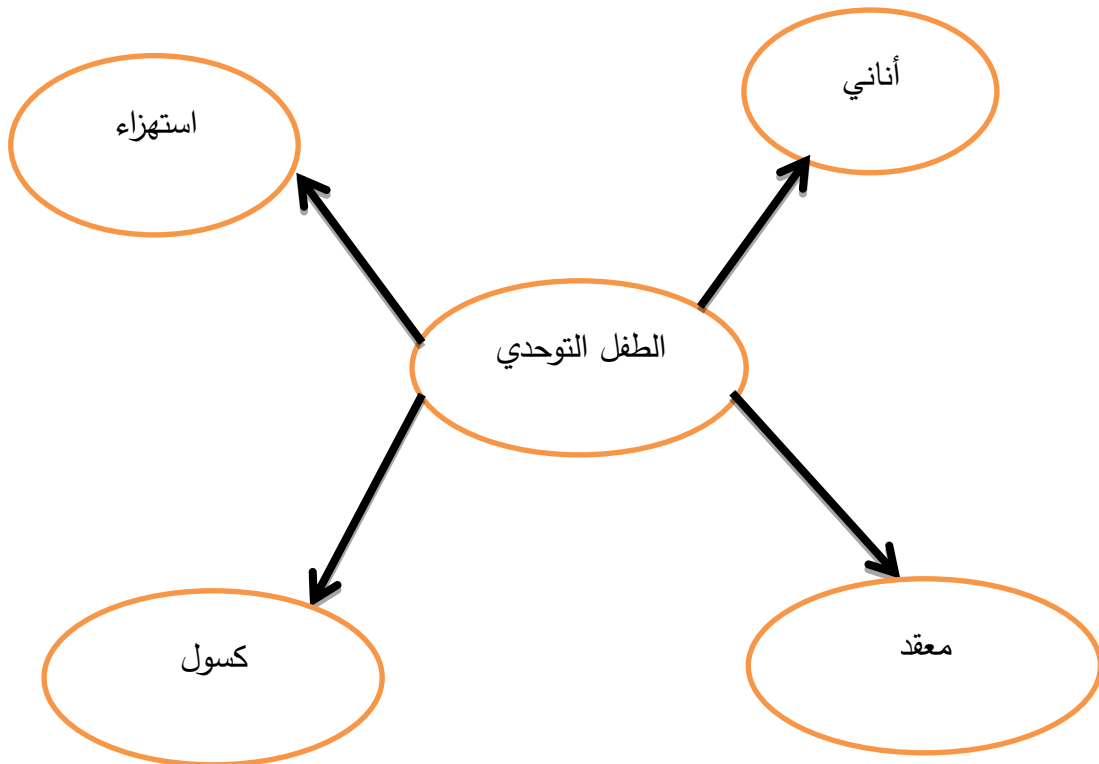 أناني
استهزاء
الطفل التوحدي
معقد
كسول